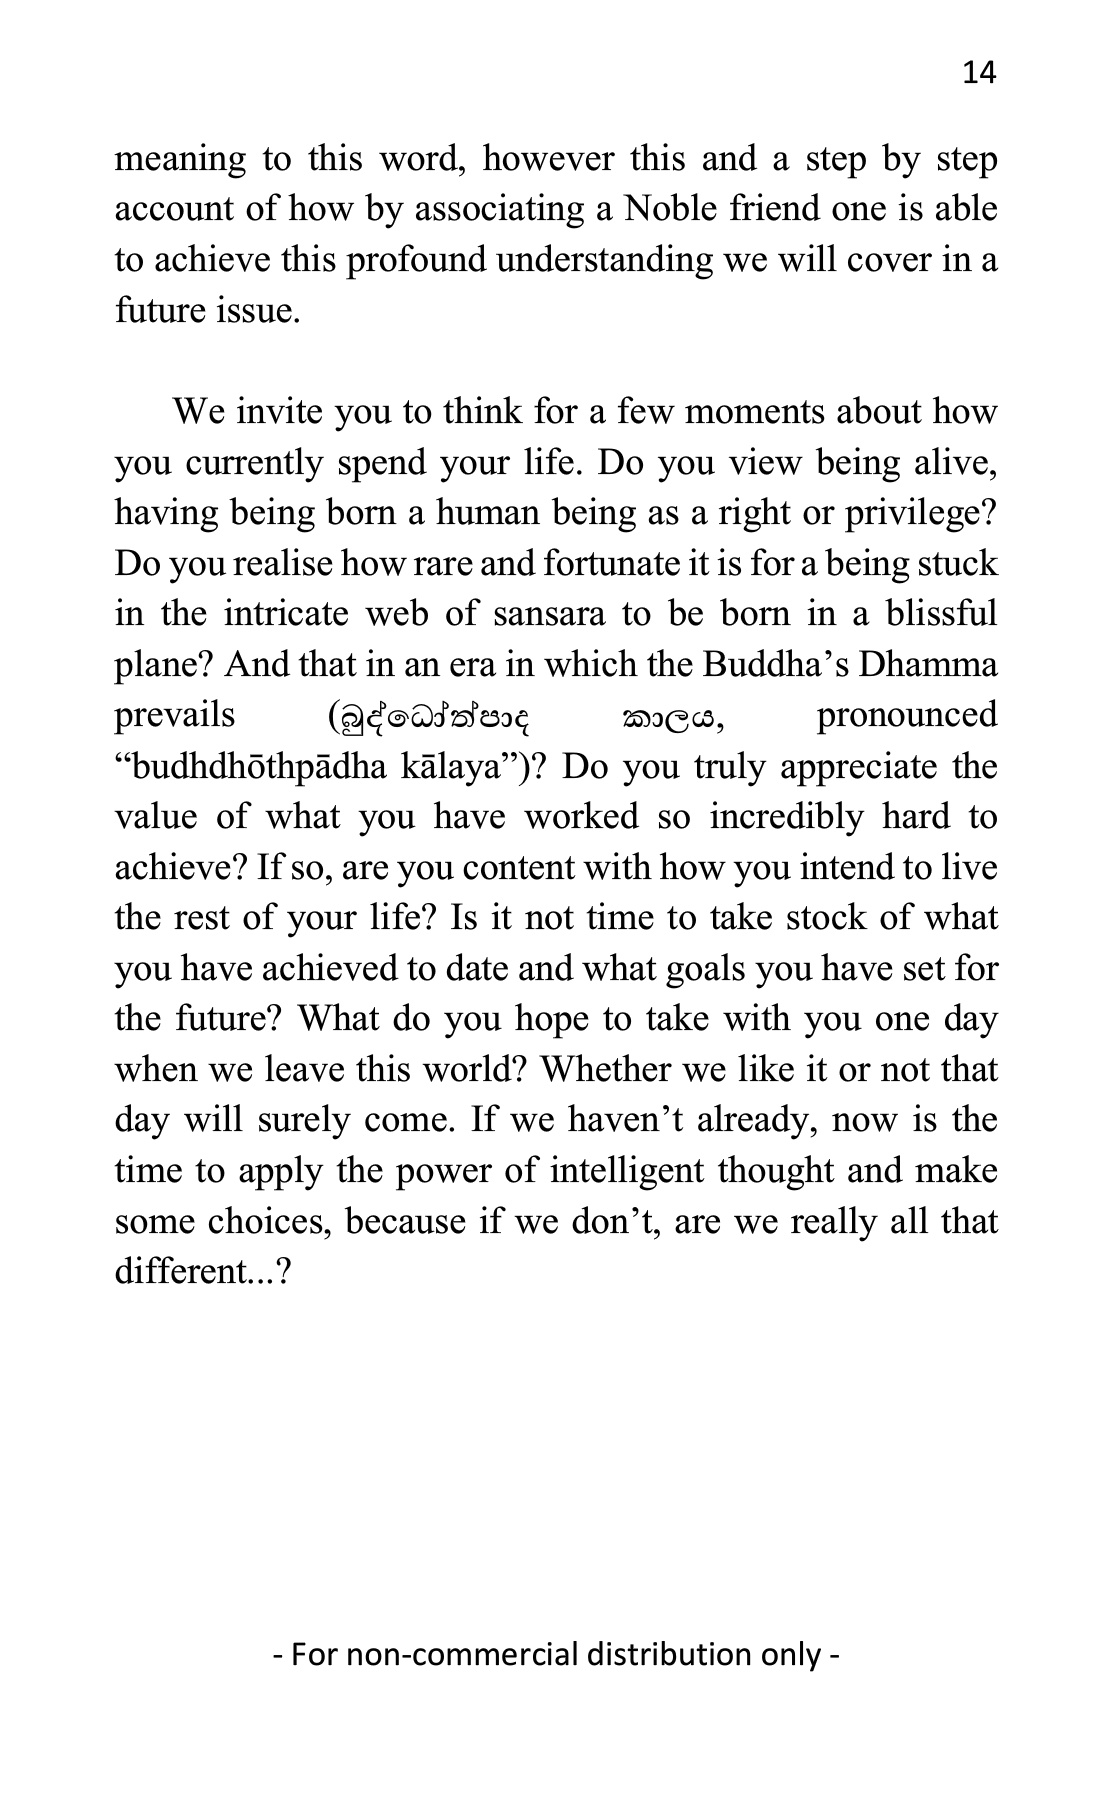 14
meaning to this word, however this and a step by step
account of how by associating a Noble friend one is able
to achieve this profound understanding we will cover in a
future issue.
We invite you to think for a few moments about how
you currently spend your life. Do you view being alive,
having being born a human being as a right or privilege?
Do you realise how rare and fortunate it is for a being stuck
in the intricate web of sansara to be born in a blissful
plane? And that in an era in which the Buddha’s Dhamma
prevails (බුද්ධෝත්පාද කාලය, pronounced
“budhdhōthpādha kālaya”)? Do you truly appreciate the
value of what you have worked so incredibly hard to
achieve? If so, are you content with how you intend to live
the rest of your life? Is it not time to take stock of what
you have achieved to date and what goals you have set for
the future? What do you hope to take with you one day
when we leave this world? Whether we like it or not that
day will surely come. If we haven’t already, now is the
time to apply the power of intelligent thought and make
some choices, because if we don’t, are we really all that
different...?
- For non-commercial distribution only -